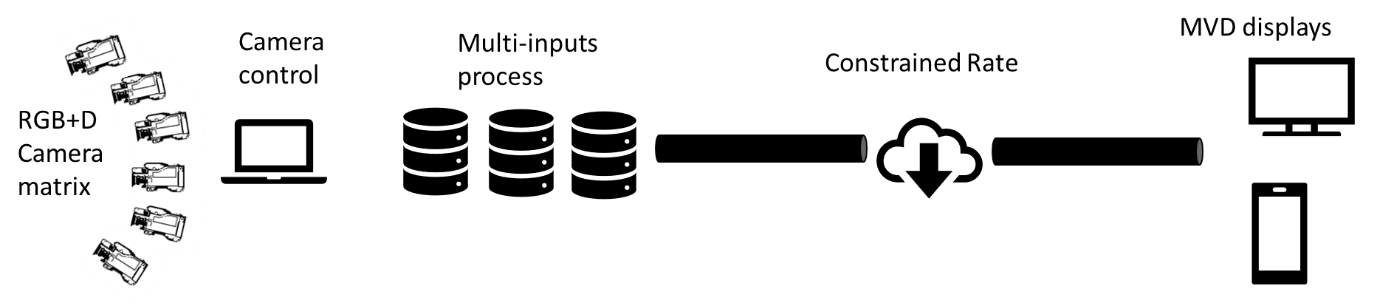 RGB+D
Camera
matrix
Camera
control
Multi-inputs
process
Constrained Rate
MVD displays